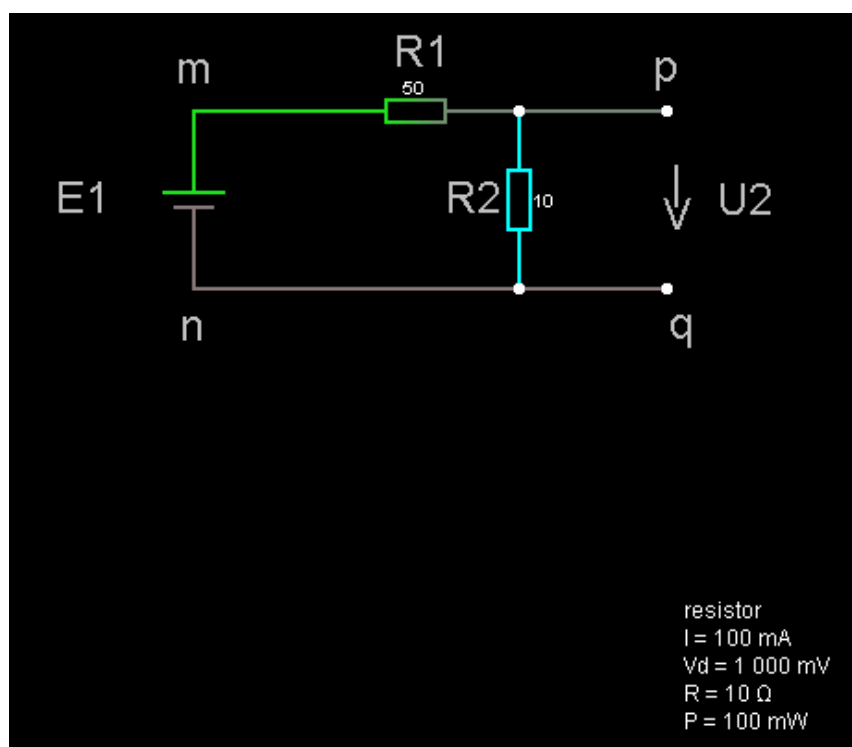 R1
m
p
50
E1
R2
10
U2
n
q
resistor
I = 100 mA
Vd = 1 000 mV
R = 10 Ω
P = 100 mW